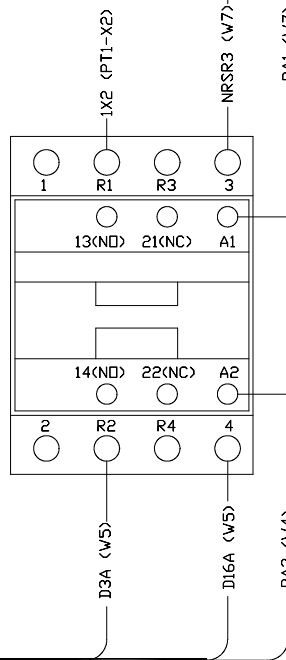 1X2 (PT1-X2)
NRSR3 (W7)
1 R1 R3 3
13(NO) 21(NC) A1
14(NO) 22(NC) A2
2 R2 R4 4
D3A (W5)
D16A (W5)